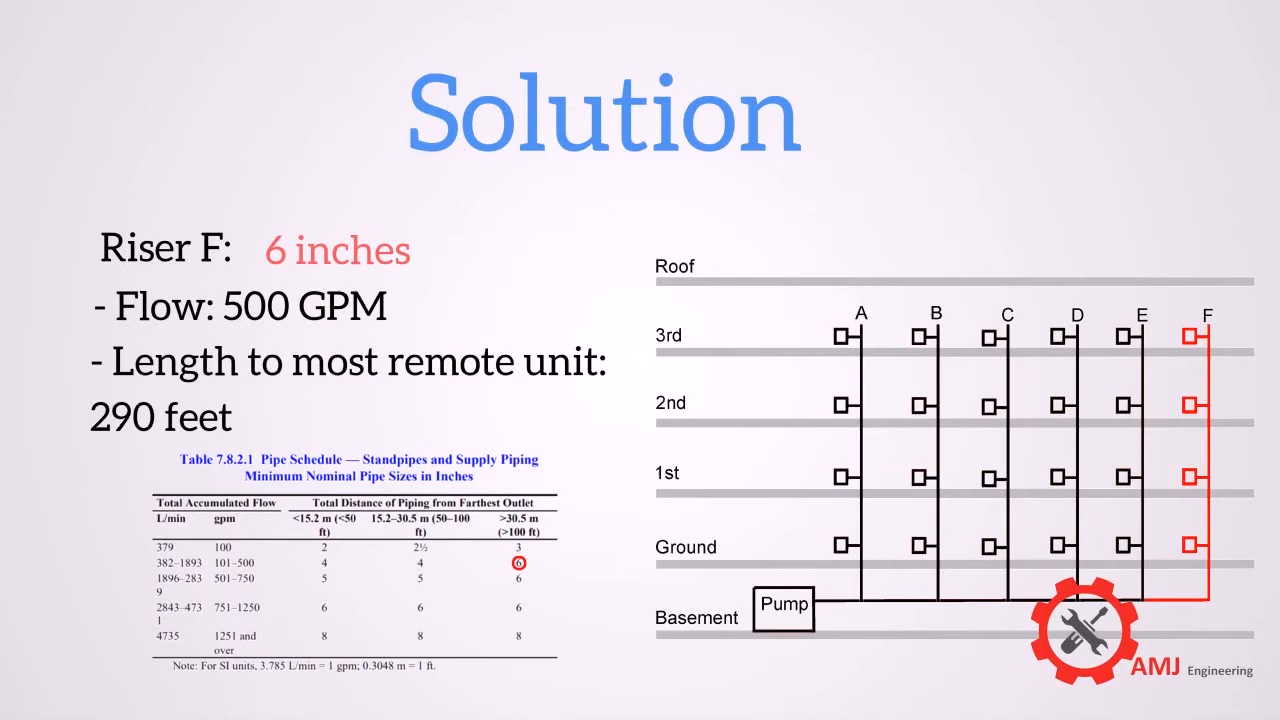 Solution
Riser F: 6 inches
- Flow: 500 GPM
- Length to most remote unit:
290 feet
Table 7.8.2.1 Pipe Schedule — Standpipes and Supply Piping
Minimum Nominal Pipe Sizes in Inches
Total Accumulated Flow Total Distance of Piping from Farthest Outlet
L/min gpm <15.2 m (<50 15.2–30.5 m (50–100 >30.5 m
ft) ft) (>100 ft)
379 100 2 2½ 3
382–1893 101–500 4 4 6
1896–283 501–750 5 5 6
9
2843–473 751–1250 6 6 6
1
4735 1251 and 8 8 8
over
Note: For SI units, 3.785 L/min = 1 gpm; 0.3048 m = 1 ft.
Roof
A B C D E F
3rd
2nd
1st
Ground
Pump
Basement
AMJ Engineering